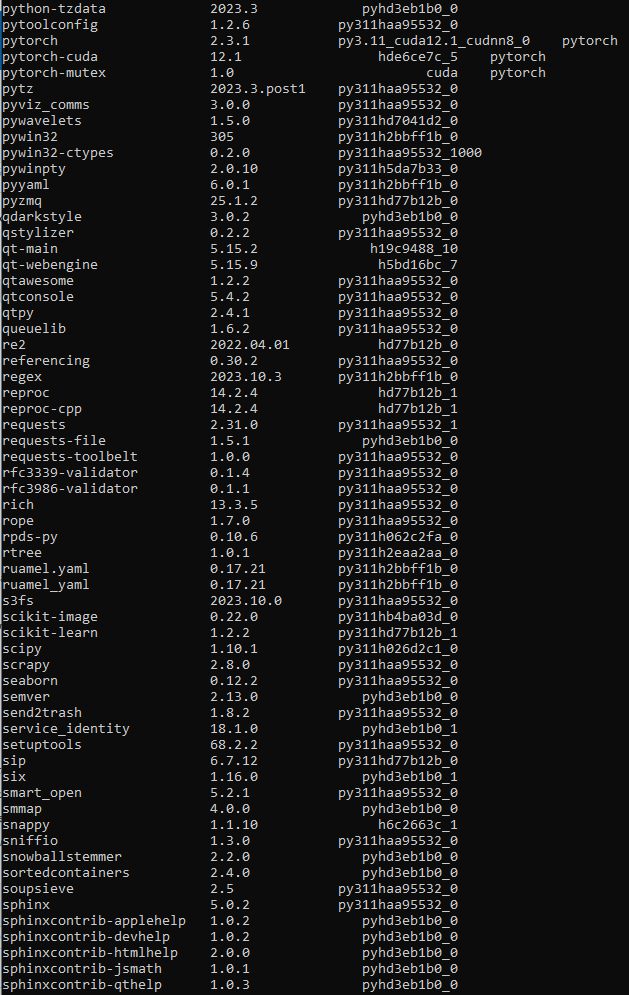 python-tzdata 2023.3 pyhd3eb1b0_0
pytoolconfig 1.2.6 py311haa95532_0
pytorch 2.3.1 py3.11_cuda12.1_cudnn8_0 pytorch
pytorch-cuda 12.1 hde6ce7c_5 pytorch
pytorch-mutex 1.0 cuda pytorch
pytz 2023.3.post1 py311haa95532_0
pyviz_comms 3.0.0 py311haa95532_0
pywavelets 1.5.0 py311hd7041d2_0
pywin32 305 py311h2bbff1b_0
pywin32-ctypes 0.2.0 py311haa95532_1000
pywinpty 2.0.10 py311h5da7b33_0
pyyaml 6.0.1 py311h2bbff1b_0
pyzmq 25.1.2 py311hd77b12b_0
qdarkstyle 3.0.2 pyhd3eb1b0_0
qstylizer 0.2.2 py311haa95532_0
qt-main 5.15.2 h19c9488_10
qt-webengine 5.15.9 h5bd16bc_7
qtawesome 1.2.2 py311haa95532_0
qtconsole 5.4.2 py311haa95532_0
qtpy 2.4.1 py311haa95532_0
queuelib 1.6.2 py311haa95532_0
re2 2022.04.01 hd77b12b_0
referencing 0.30.2 py311haa95532_0
regex 2023.10.3 py311h2bbff1b_0
reproc 14.2.4 hd77b12b_1
reproc-cpp 14.2.4 hd77b12b_1
requests 2.31.0 py311haa95532_1
requests-file 1.5.1 pyhd3eb1b0_0
requests-toolbelt 1.0.0 py311haa95532_0
rfc3339-validator 0.1.4 py311haa95532_0
rfc3986-validator 0.1.1 py311haa95532_0
rich 13.3.5 py311haa95532_0
rope 1.7.0 py311haa95532_0
rpds-py 0.10.6 py311h062c2fa_0
rtree 1.0.1 py311h2eaa2aa_0
ruamel.yaml 0.17.21 py311h2bbff1b_0
ruamel_yaml 0.17.21 py311h2bbff1b_0
s3fs 2023.10.0 py311haa95532_0
scikit-image 0.22.0 py311hb4ba03d_0
scikit-learn 1.2.2 py311hd77b12b_1
scipy 1.10.1 py311h026d2c1_0
scrapy 2.8.0 py311haa95532_0
seaborn 0.12.2 py311haa95532_0
semver 2.13.0 pyhd3eb1b0_0
send2trash 1.8.2 py311haa95532_0
service_identity 18.1.0 pyhd3eb1b0_1
setuptools 68.2.2 py311haa95532_0
sip 6.7.12 py311hd77b12b_0
six 1.16.0 pyhd3eb1b0_1
smart_open 5.2.1 py311haa95532_0
smmap 4.0.0 pyhd3eb1b0_0
snappy 1.1.10 h6c2663c_1
sniffio 1.3.0 py311haa95532_0
snowballstemmer 2.2.0 pyhd3eb1b0_0
sortedcontainers 2.4.0 pyhd3eb1b0_0
soupsieve 2.5 py311haa95532_0
sphinx 5.0.2 py311haa95532_0
sphinxcontrib-applehelp 1.0.2 pyhd3eb1b0_0
sphinxcontrib-devhelp 1.0.2 pyhd3eb1b0_0
sphinxcontrib-htmlhelp 2.0.0 pyhd3eb1b0_0
sphinxcontrib-jsmath 1.0.1 pyhd3eb1b0_0
sphinxcontrib-qthelp 1.0.3 pyhd3eb1b0_0